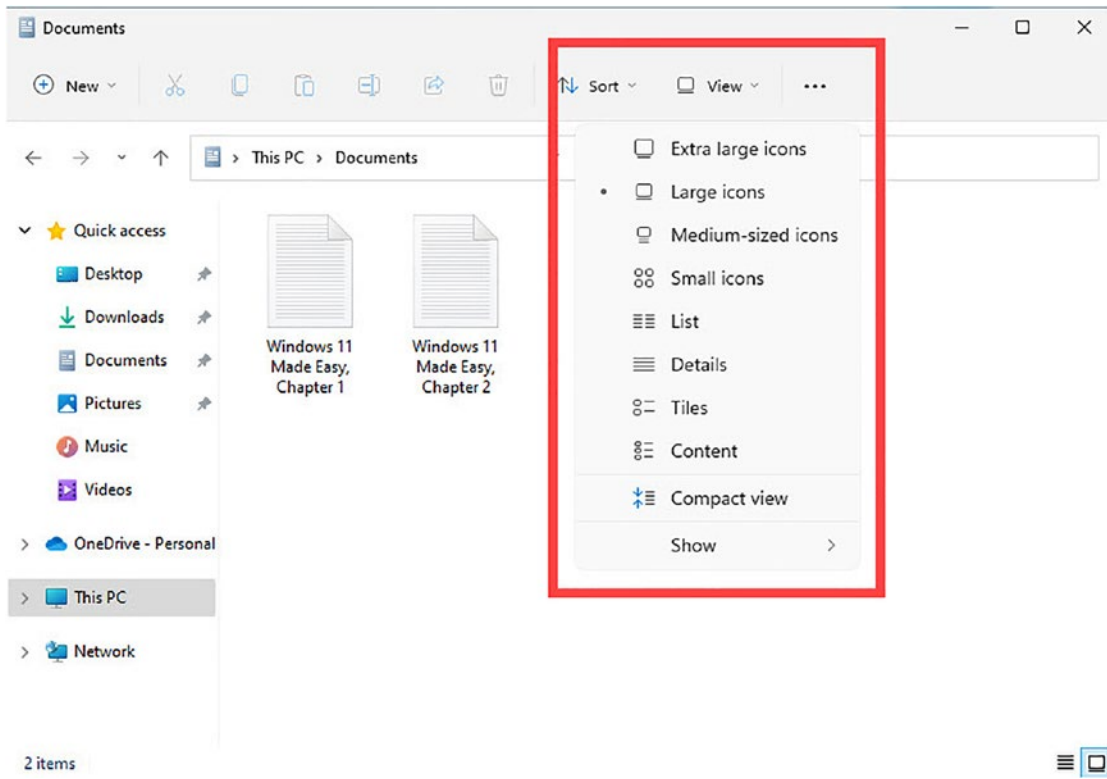 Documents
New
Sort
View
This PC > Documents
Quick access
Desktop
Downloads
Documents
Pictures
Music
Videos
OneDrive - Personal
This PC
Network
Windows 11
Made Easy,
Chapter 1
Windows 11
Made Easy,
Chapter 2
Extra large icons
Large icons
Medium-sized icons
Small icons
List
Details
Tiles
Content
Compact view
Show
2 items